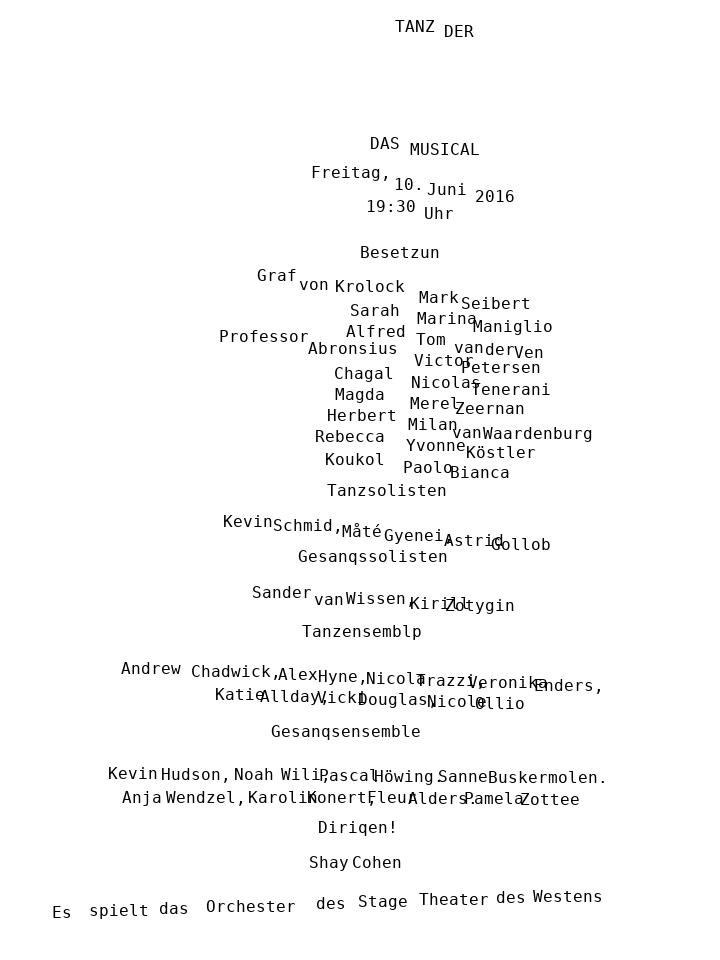 TANZ DER
DAS MUSICAL
Freitag, 10. Juni 2016
19:30 Uhr
Besetzun
Graf von Krolock Mark Seibert
Sarah Marina Maniglio
Alfred Tom van der Ven
Professor Abronsius Victor Petersen
Chagal Nicolas Tenerani
Magda Merel Zeernan
Herbert Milan van Waardenburg
Rebecca Yvonne Köstler
Koukol Paolo Bianca
Tanzsolisten
Kevin Schmid, Måté Gyenei, Astrid Gollob
Gesanqssolisten
Sander van Wissen, Kirill Zolygin
Tanzensemblp
Andrew Chadwick, Alex Hyne, Nicola Trazzi, Veronika Enders,
Katie Allday, Vicki Douglas, Nicole Ollio
Gesanqsensemble
Kevin Hudson, Noah Wili, Pascal Höwing. Sanne Buskermolen.
Anja Wendzel, Karolin Konert, Fleur Alders. Pamela Zottee
Diriqen!
Shay Cohen
Es spielt das Orchester des Stage Theater des Westens